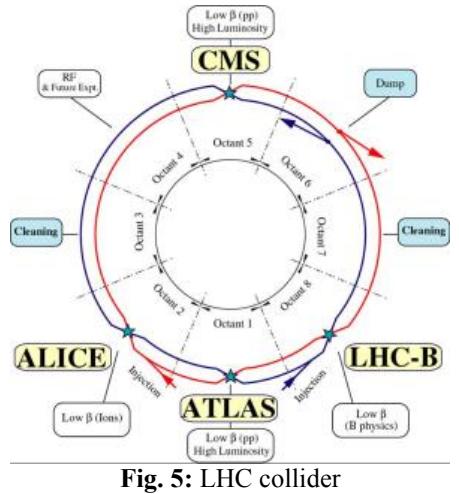 Low β (pp)
High Luminosity
CMS
RF
& Future Expt.
Dump
Octant 5
Octant 4
Octant 6
Octant 3
Octant 7
Cleaning
Cleaning
Octant 2
Octant 8
Octant 1
ALICE
LHC-B
Injection
Injection
ATLAS
Low β (Ions)
Low β
(B physics)
Low β (pp)
High Luminosity
Fig. 5: LHC collider